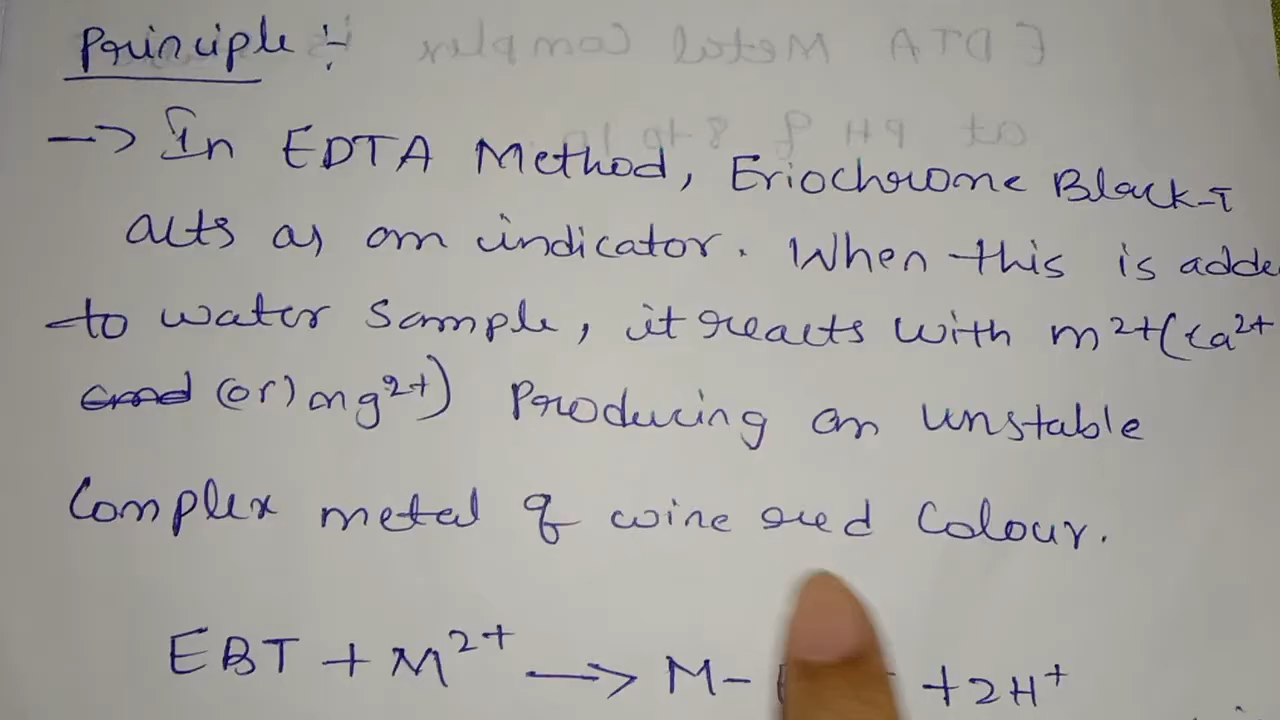 Principle :-
-> In EDTA Method, Eriochrome Black-T
acts as an indicator. When this is adde
to water sample, it reacts with m²⁺(ca²⁺
and (or) mg²⁺) Producing an unstable
Complex metal of wine red Colour.
EBT + M²⁺ -> M- +2H⁺